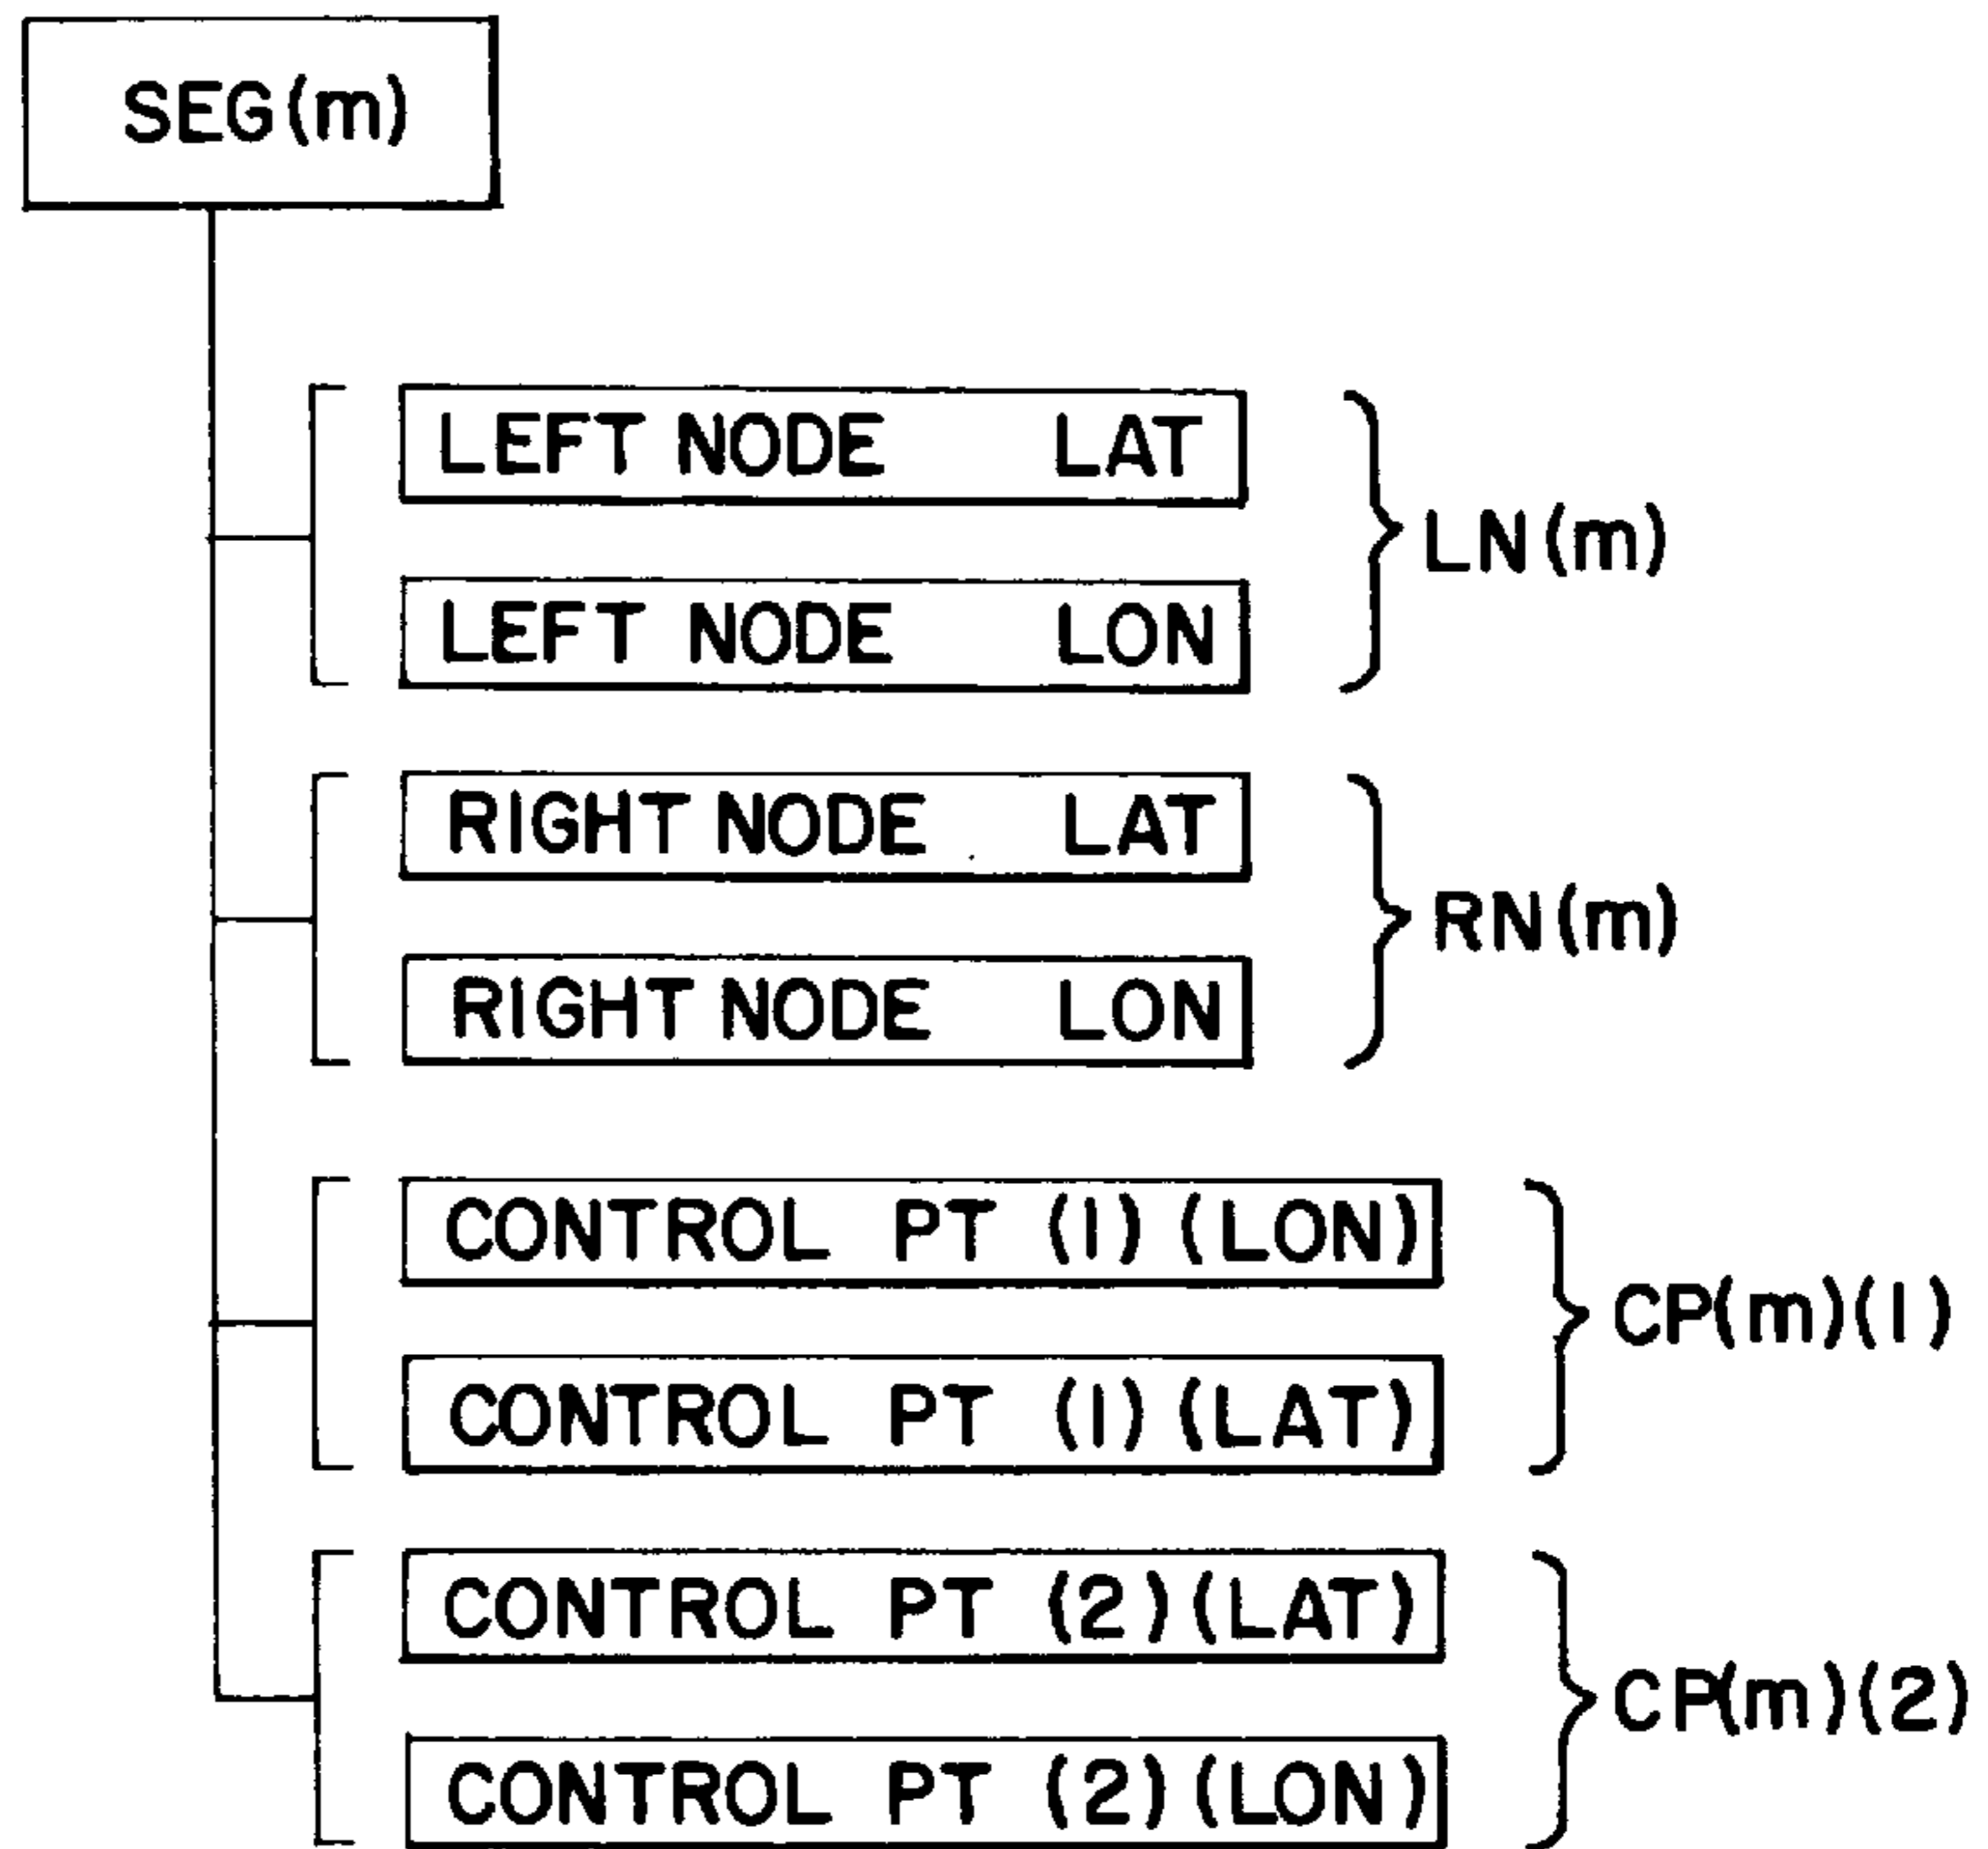 SEG(m)
LEFT NODE LAT
LEFT NODE LON
LN(m)
RIGHT NODE LAT
RIGHT NODE LON
RN(m)
CONTROL PT (1)(LON)
CONTROL PT (1)(LAT)
CP(m)(1)
CONTROL PT (2)(LAT)
CONTROL PT (2)(LON)
CP(m)(2)